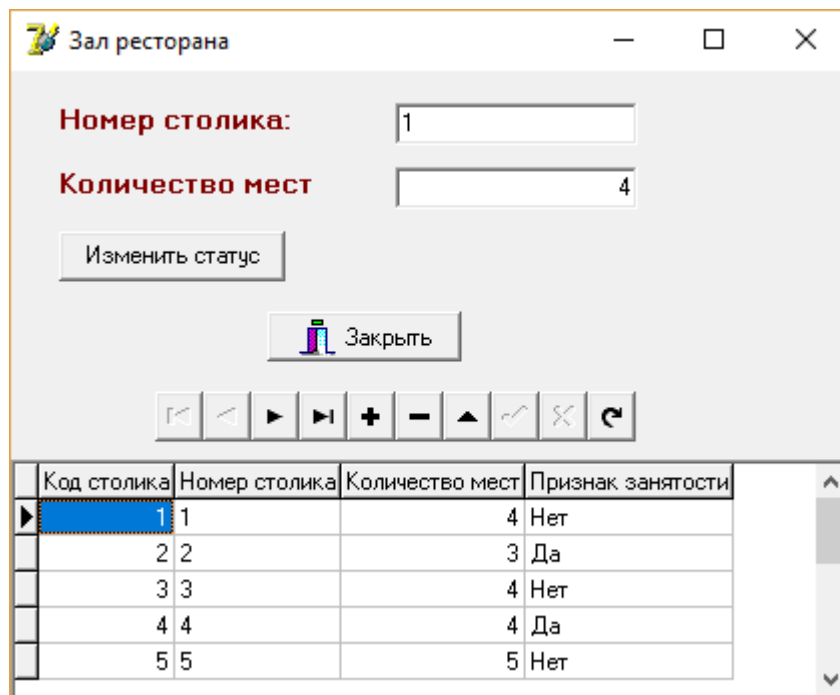 Зал ресторана
Номер столика: 1
Количество мест 4
Изменить статус
Закрыть
Код столика Номер столика Количество мест Признак занятости
1 1 4 Нет
2 2 3 Да
3 3 4 Нет
4 4 4 Да
5 5 5 Нет